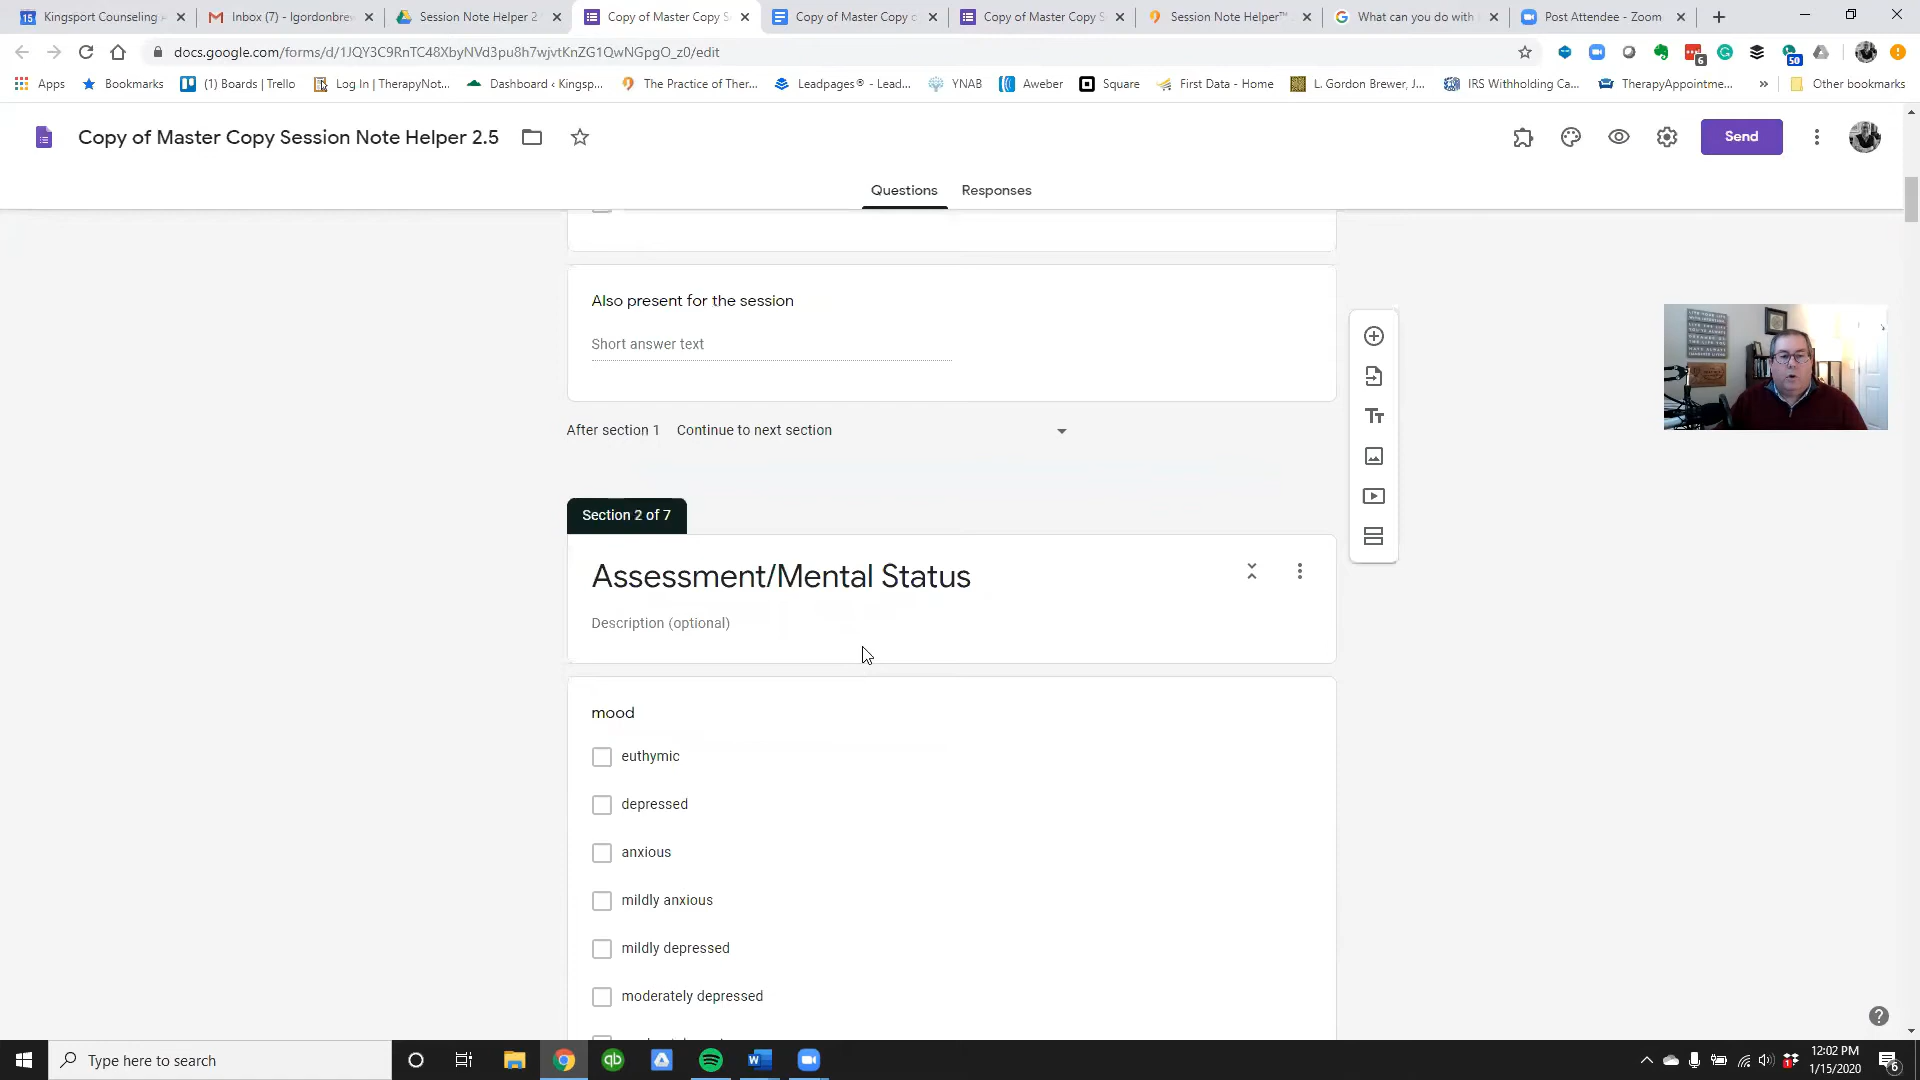 Kingsport Counseling
Inbox (7) - lgordonbre
Session Note Helper 2
Copy of Master Copy S
Copy of Master Copy
Copy of Master Copy S
Session Note Helper™
What can you do with
Post Attendee - Zoom
docs.google.com/forms/d/1JQY3C9RnTC48XbyNVd3pu8h7wjvtKnZG1QwNGpgO_z0/edit
6
50
Apps
Bookmarks
(1) Boards | Trello
Log In | TherapyNot...
Dashboard ‹ Kingsp...
The Practice of Ther...
Leadpages® - Lead...
YNAB
Aweber
Square
First Data - Home
L. Gordon Brewer, J...
IRS Withholding Ca...
TherapyAppointme...
»
Other bookmarks
Copy of Master Copy Session Note Helper 2.5
Send
Questions
Responses
Also present for the session
Short answer text
After section 1
Continue to next section
Section 2 of 7
Assessment/Mental Status
Description (optional)
mood
euthymic
depressed
anxious
mildly anxious
mildly depressed
moderately depressed
Type here to search
12:02 PM
1/15/2020
6